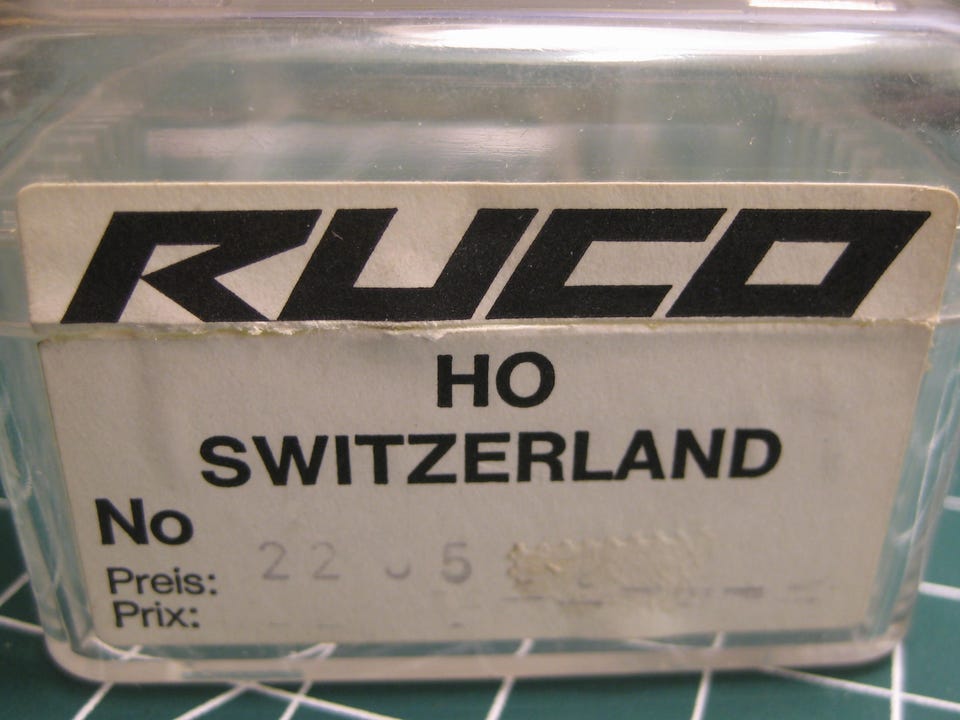 RUCO
HO
SWITZERLAND
No
Preis:
Prix: